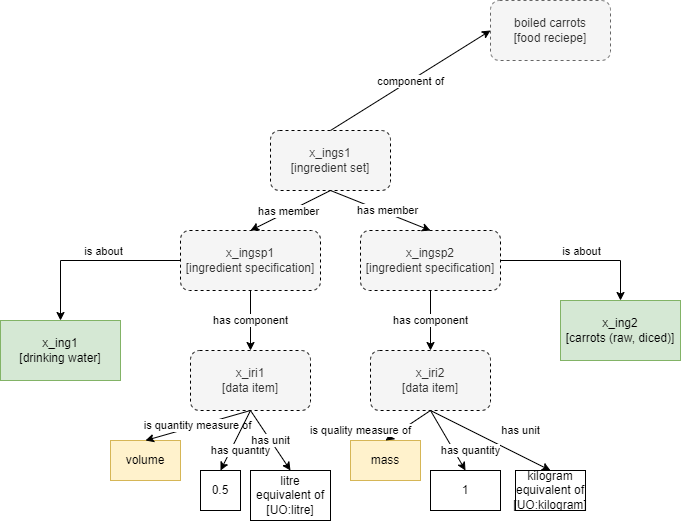 boiled carrots
[food reciepe]
component of
x_ings1
[ingredient set]
has member
has member
x_ingsp1
[ingredient specification]
x_ingsp2
[ingredient specification]
is about
is about
x_ing1
[drinking water]
x_ing2
[carrots (raw, diced)]
has component
has component
x_iri1
[data item]
x_iri2
[data item]
is quantity measure of
has quantity
has unit
is quality measure of
has quantity
has unit
volume
0.5
litre
equivalent of
[UO:litre]
mass
1
kilogram
equivalent of
[UO:kilogram]